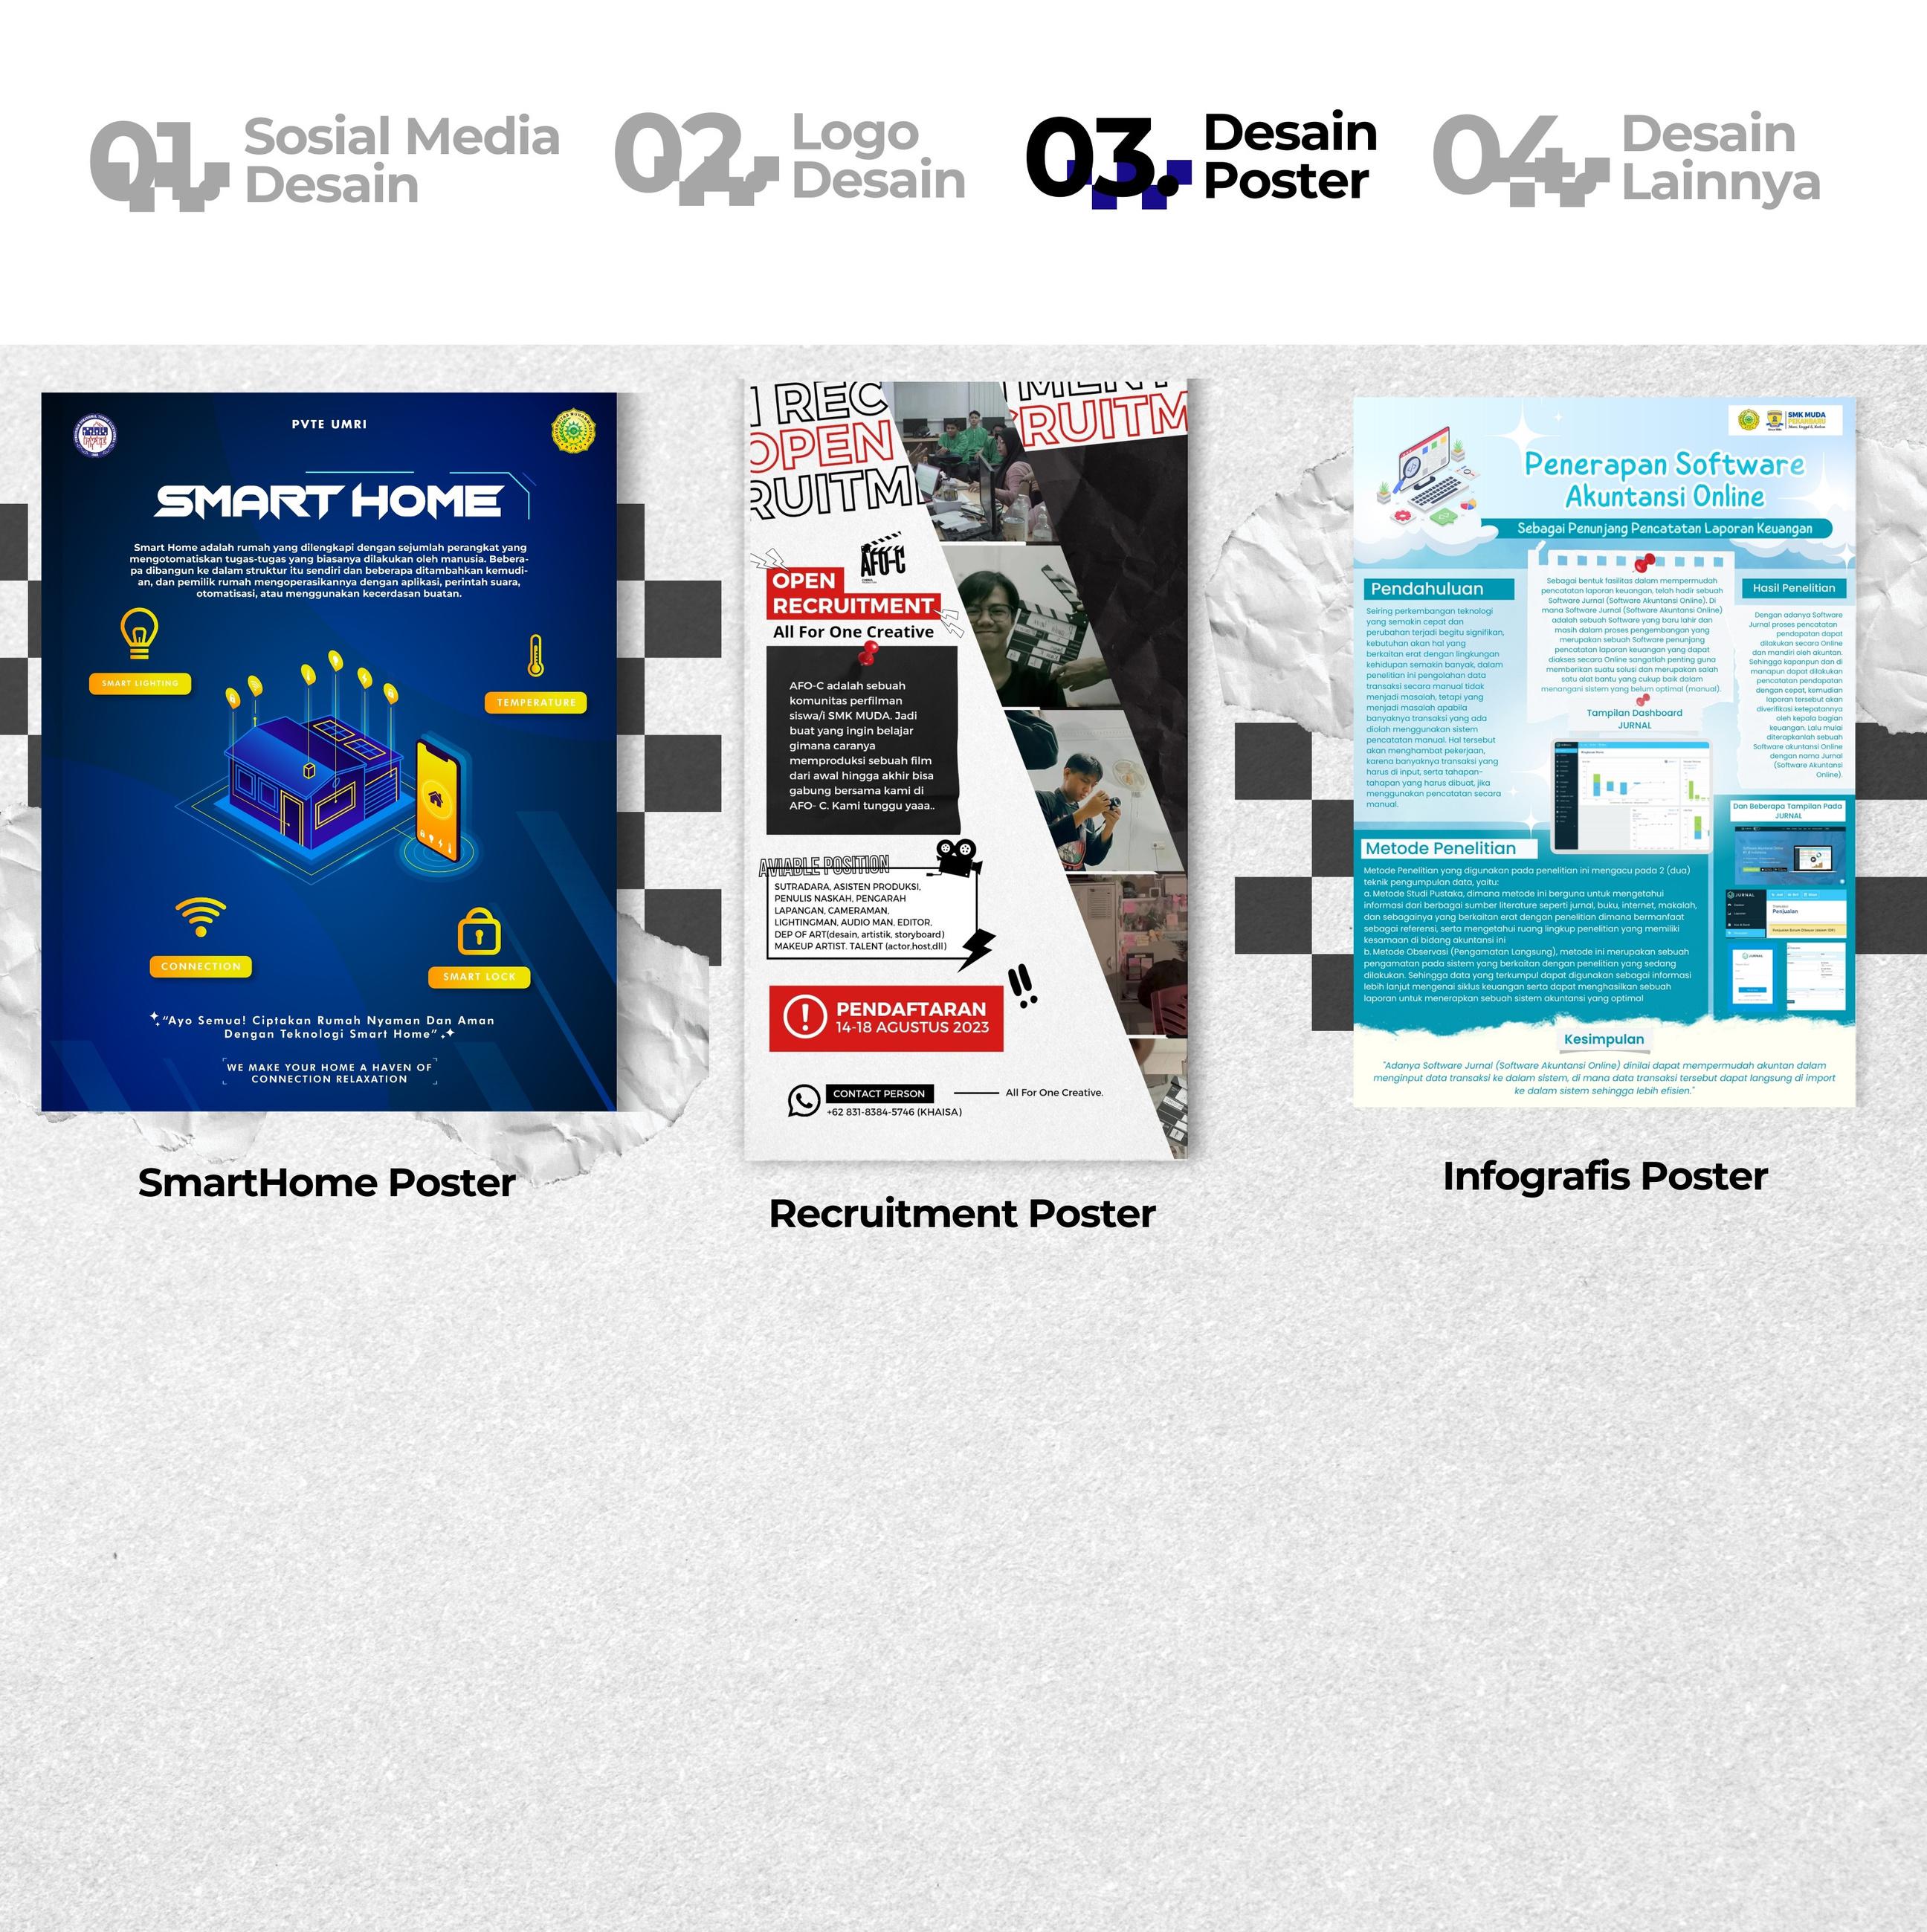 01. Sosial Media
Desain
02. Logo
Desain
03. Desain
Poster
04. Desain
Lainnya
PVTE UMRI
SMART HOME
Smart Home adalah rumah yang dilengkapi dengan sejumlah perangkat yang
mengotomatiskan tugas-tugas yang biasanya dilakukan oleh manusia. Bebera-
pa dibangun ke dalam struktur itu sendiri dan beberapa ditambahkan kemudi-
an, dan pemilik rumah mengoperasikannya dengan aplikasi, perintah suara,
otomatisasi, atau menggunakan kecerdasan buatan.
SMART LIGHTING
TEMPERATURE
CONNECTION
SMART LOCK
“Ayo Semua! Ciptakan Rumah Nyaman Dan Aman
Dengan Teknologi Smart Home”
WE MAKE YOUR HOME A HAVEN OF
CONNECTION RELAXATION
SmartHome Poster
REC
OPEN
RUITM
MENT
RUITM
AFO-C
OPEN
RECRUITMENT
All For One Creative
AFO-C adalah sebuah
komunitas perfilman
siswa/i SMK MUDA. Jadi
buat yang ingin belajar
gimana caranya
memproduksi sebuah film
dari awal hingga akhir bisa
gabung bersama kami di
AFO- C. Kami tunggu yaaa..
AVIABLE POSITION
SUTRADARA, ASISTEN PRODUKSI,
PENULIS NASKAH, PENGARAH
LAPANGAN, CAMERAMAN,
LIGHTINGMAN, AUDIO MAN, EDITOR,
DEP OF ART(desain, artistik, storyboard)
MAKEUP ARTIST. TALENT (actor,host,dll)
PENDAFTARAN
14-18 AGUSTUS 2023
CONTACT PERSON
+62 831-8384-5746 (KHAISA)
All For One Creative.
Recruitment Poster
SMK MUDA
PEKANBARU
Penerapan Software
Akuntansi Online
Sebagai Penunjang Pencatatan Laporan Keuangan
Pendahuluan
Seiring perkembangan teknologi
yang semakin cepat dan
perubahan terjadi begitu signifikan,
kebutuhan akan hal yang
berkaitan erat dengan lingkungan
kehidupan semakin banyak, dalam
penelitian ini pengolahan data
transaksi secara manual tidak
menjadi masalah, tetapi yang
menjadi masalah apabila
banyaknya transaksi yang ada
diolah menggunakan sistem
pencatatan manual. Hal tersebut
akan menghambat pekerjaan,
karena banyaknya transaksi yang
harus di input, serta tahapan-
tahapan yang harus dibuat, jika
menggunakan pencatatan secara
manual.
Sebagai bentuk fasilitas dalam mempermudah
pencatatan laporan keuangan, telah hadir sebuah
Software Jurnal (Software Akuntansi Online). Di
mana Software Jurnal (Software Akuntansi Online)
adalah sebuah Software yang baru lahir dan
masih dalam proses pengembangan yang
merupakan sebuah Software penunjong
pencatatan laporan keuangan yang dapat
diakses secara Online sangatlah penting guna
memberikan suatu solusi dan merupakan salah
satu alat bantu yang cukup baik dalam
menangani sistem yang belum optimal (manual).
Tampilan Dashboard
JURNAL
Hasil Penelitian
Dengan adanya Software
Jurnal proses pencatatan
pendapatan dapat
dilakukan secara Online
dan mandiri oleh akuntan.
Sehingga kapanpun dan di
manapun dapat dilakukan
pencatatan pendapatan
dengan cepat, kemudian
laporan tersebut akan
diverifikasi ketepatannya
oleh kepala bagian
keuangan. Lalu mulai
diterapkanlah sebuah
Software akuntansi Online
dengan nama Jurnal
(Software Akuntansi
Online).
Dan Beberapa Tampilan Pada
JURNAL
JURNAL
Penjualan
JURNAL
Metode Penelitian
Metode Penelitian yang digunakan pada penelitian ini mengacu pada 2 (dua)
teknik pengumpulan data, yaitu:
a. Metode Studi Pustaka, dimana metode ini berguna untuk mengetahui
informasi dari berbagai sumber literature seperti jurnal, buku, internet, makalah,
dan sebagainya yang berkaitan erat dengan penelitian dimana bermanfaat
sebagai referensi, serta mengetahui ruang lingkup penelitian yang memiliki
kesamaan di bidang akuntansi ini
b. Metode Observasi (Pengamatan Langsung), metode ini merupakan sebuah
pengamatan pada sistem yang berkaitan dengan penelitian yang sedang
dilakukan. Sehingga data yang terkumpul dapat digunakan sebagai informasi
lebih lanjut mengenai siklus keuangan serta dapat menghasilkan sebuah
laporan untuk menerapkan sebuah sistem akuntansi yang optimal
Kesimpulan
"Adanya Software Jurnal (Software Akuntansi Online) dinilai dapat mempermudah akuntan dalam
menginput data transaksi ke dalam sistem, di mana data transaksi tersebut dapat langsung di import
ke dalam sistem sehingga lebih efisien."
Infografis Poster